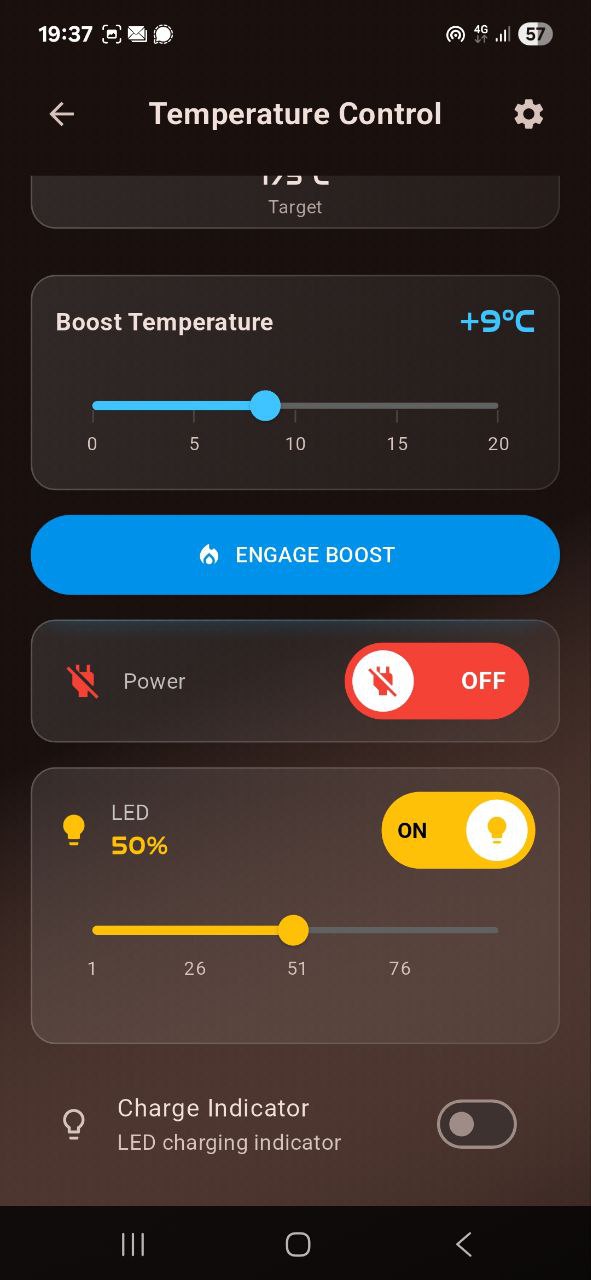 19:37
4G
57
Temperature Control
Target
Boost Temperature
+9°C
0 5 10 15 20
ENGAGE BOOST
Power
OFF
LED
50%
ON
1 26 51 76
Charge Indicator
LED charging indicator